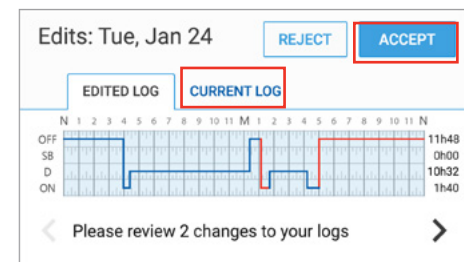 Edits: Tue, Jan 24 REJECT ACCEPT
EDITED LOG CURRENT LOG
N 1 2 3 4 5 6 7 8 9 10 11 M 1 2 3 4 5 6 7 8 9 10 11 N
OFF 11h48
SB 0h00
D 10h32
ON 1h40
Please review 2 changes to your logs